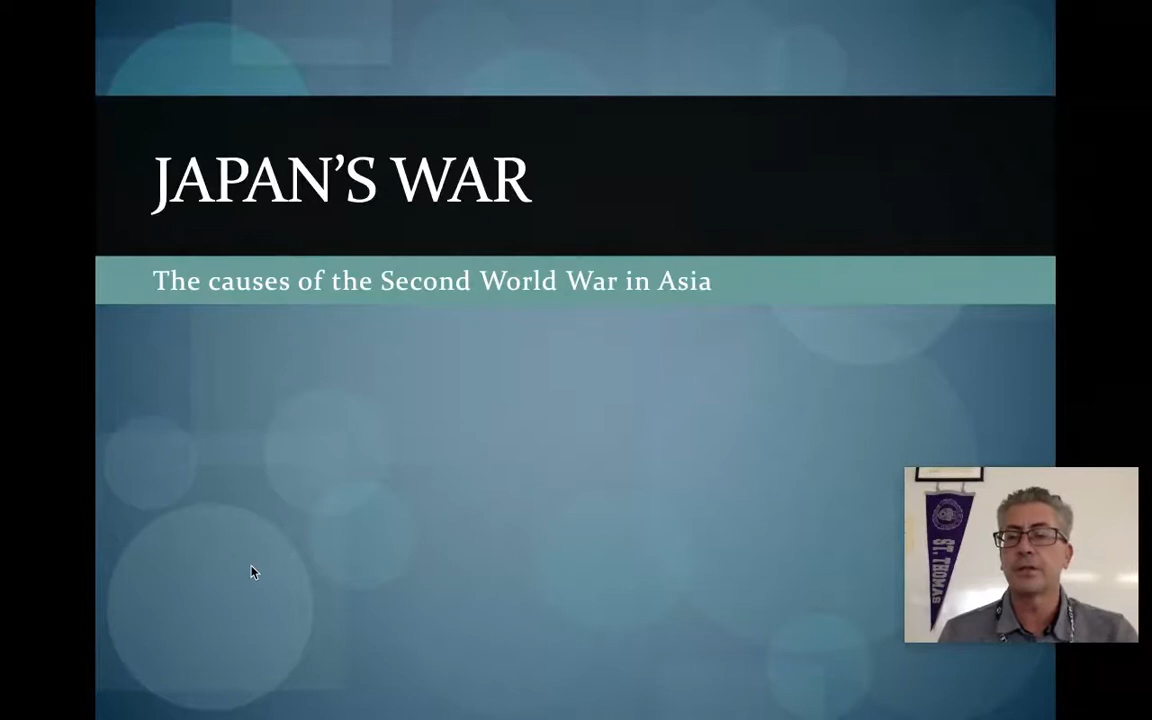 JAPAN’S WAR
The causes of the Second World War in Asia
ST. THOMAS